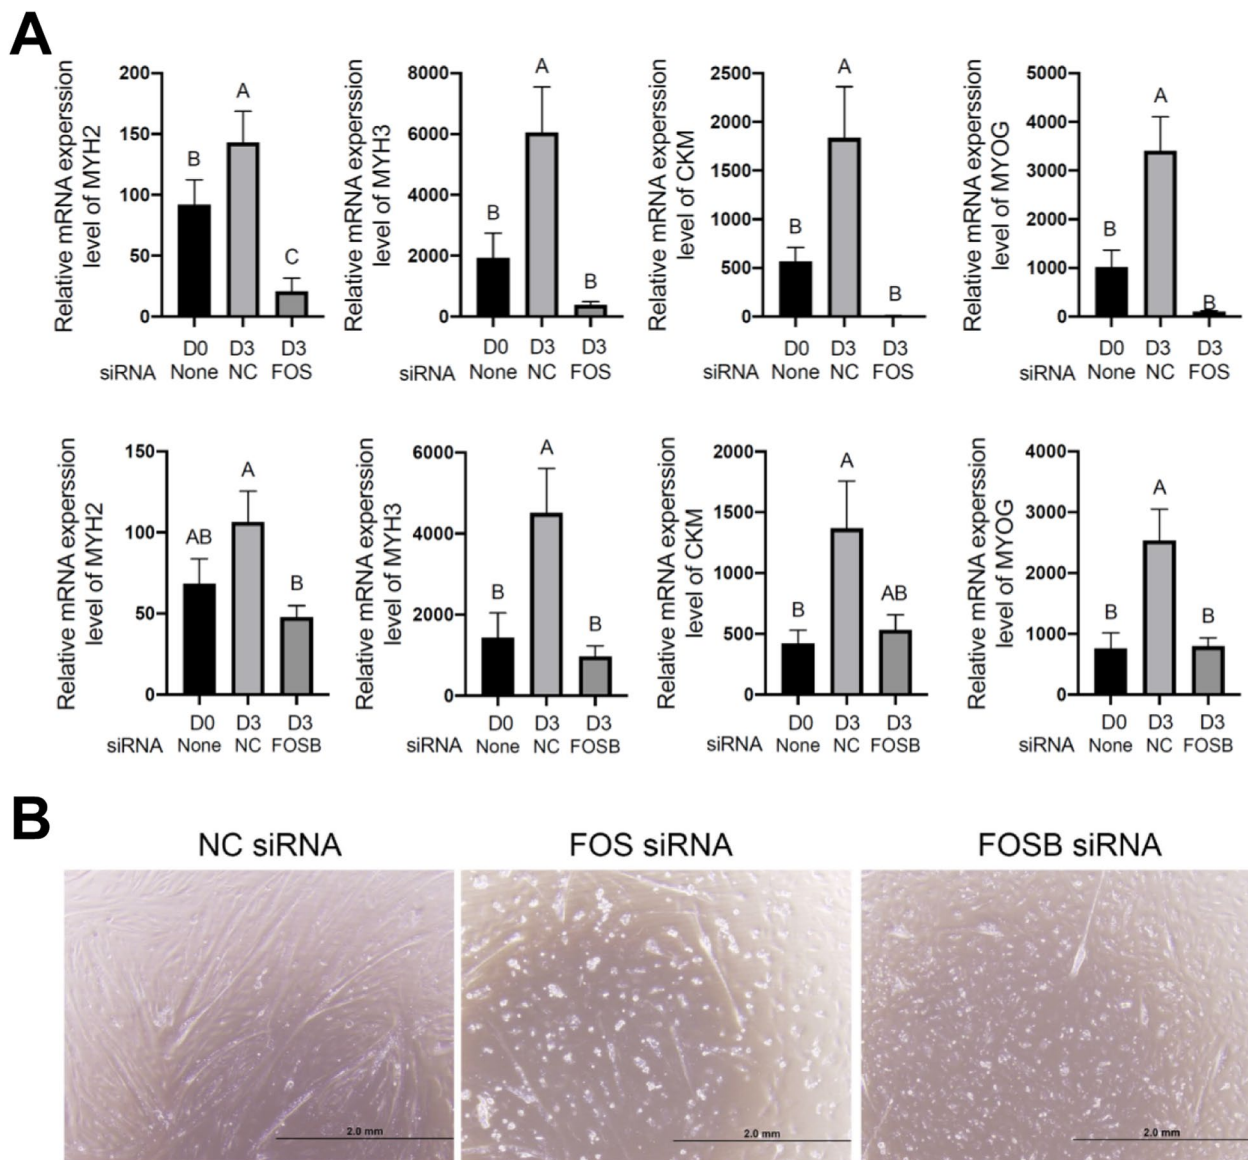 A
Relative mRNA experssion
level of MYH2
200
150
100
50
0
B
A
C
D0 D3 D3
siRNA None NC FOS
Relative mRNA experssion
level of MYH3
8000
6000
4000
2000
0
B
A
B
D0 D3 D3
siRNA None NC FOS
Relative mRNA experssion
level of CKM
2500
2000
1500
1000
500
0
B
A
B
D0 D3 D3
siRNA None NC FOS
Relative mRNA experssion
level of MYOG
5000
4000
3000
2000
1000
0
B
A
B
D0 D3 D3
siRNA None NC FOS
Relative mRNA experssion
level of MYH2
150
100
50
0
AB
A
B
D0 D3 D3
siRNA None NC FOSB
Relative mRNA experssion
level of MYH3
6000
4000
2000
0
B
A
B
D0 D3 D3
siRNA None NC FOSB
Relative mRNA experssion
level of CKM
2000
1500
1000
500
0
B
A
AB
D0 D3 D3
siRNA None NC FOSB
Relative mRNA experssion
level of MYOG
4000
3000
2000
1000
0
B
A
B
D0 D3 D3
siRNA None NC FOSB
B
NC siRNA
FOS siRNA
FOSB siRNA
2.0 mm
2.0 mm
2.0 mm